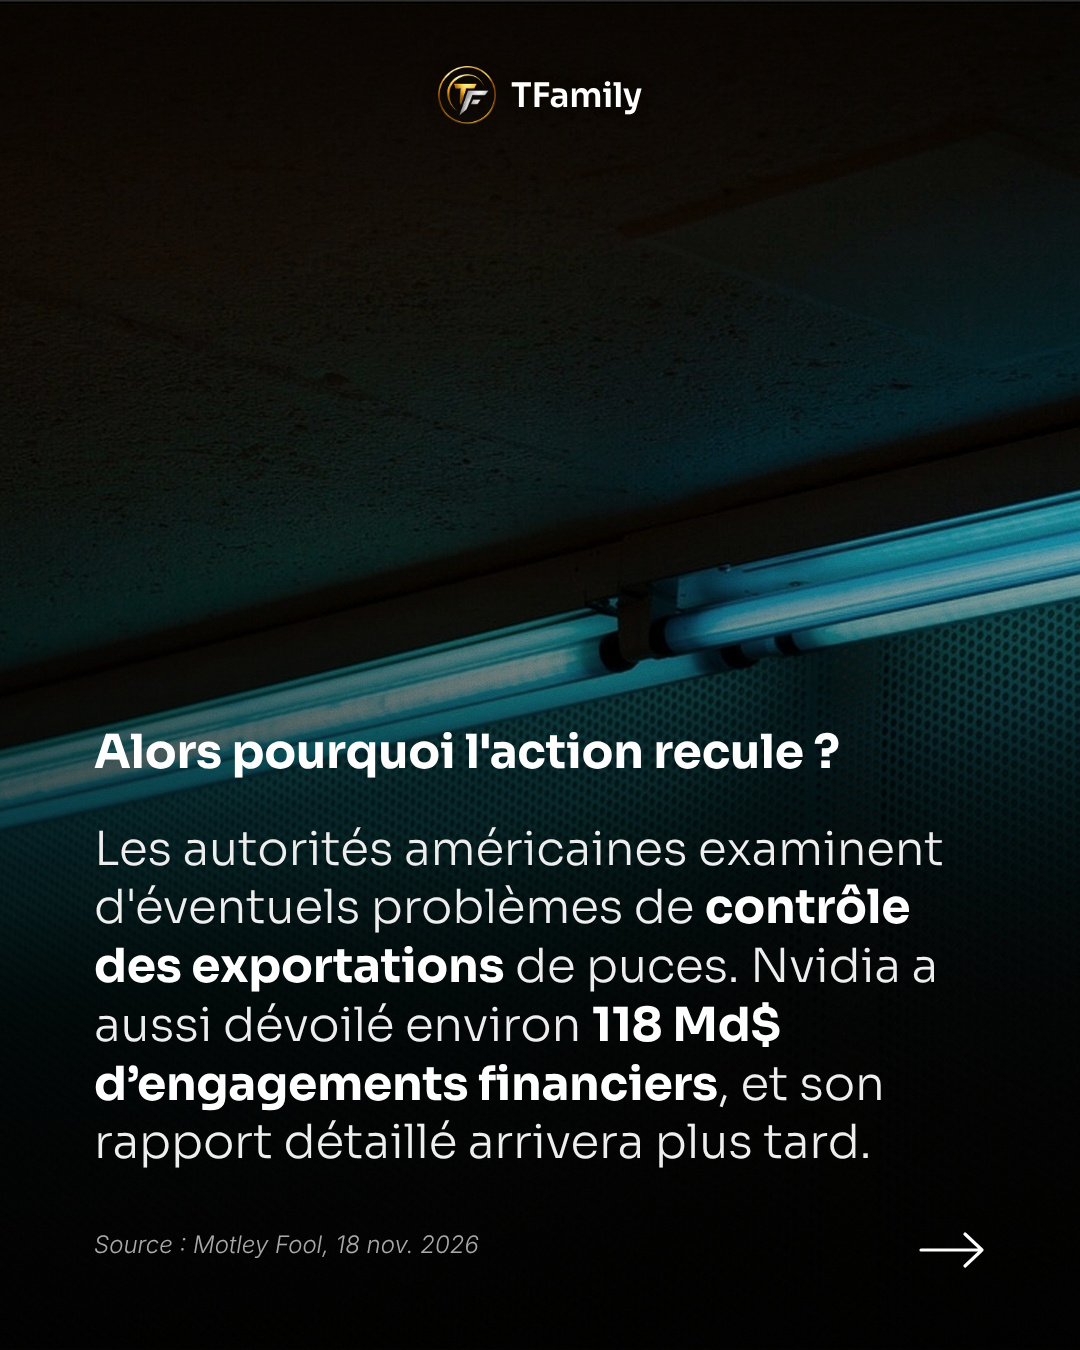 TF TFamily
Alors pourquoi l'action recule ?
Les autorités américaines examinent
d'éventuels problèmes de contrôle
des exportations de puces. Nvidia a
aussi dévoilé environ 118 Md$
d’engagements financiers, et son
rapport détaillé arrivera plus tard.
Source : Motley Fool, 18 nov. 2026